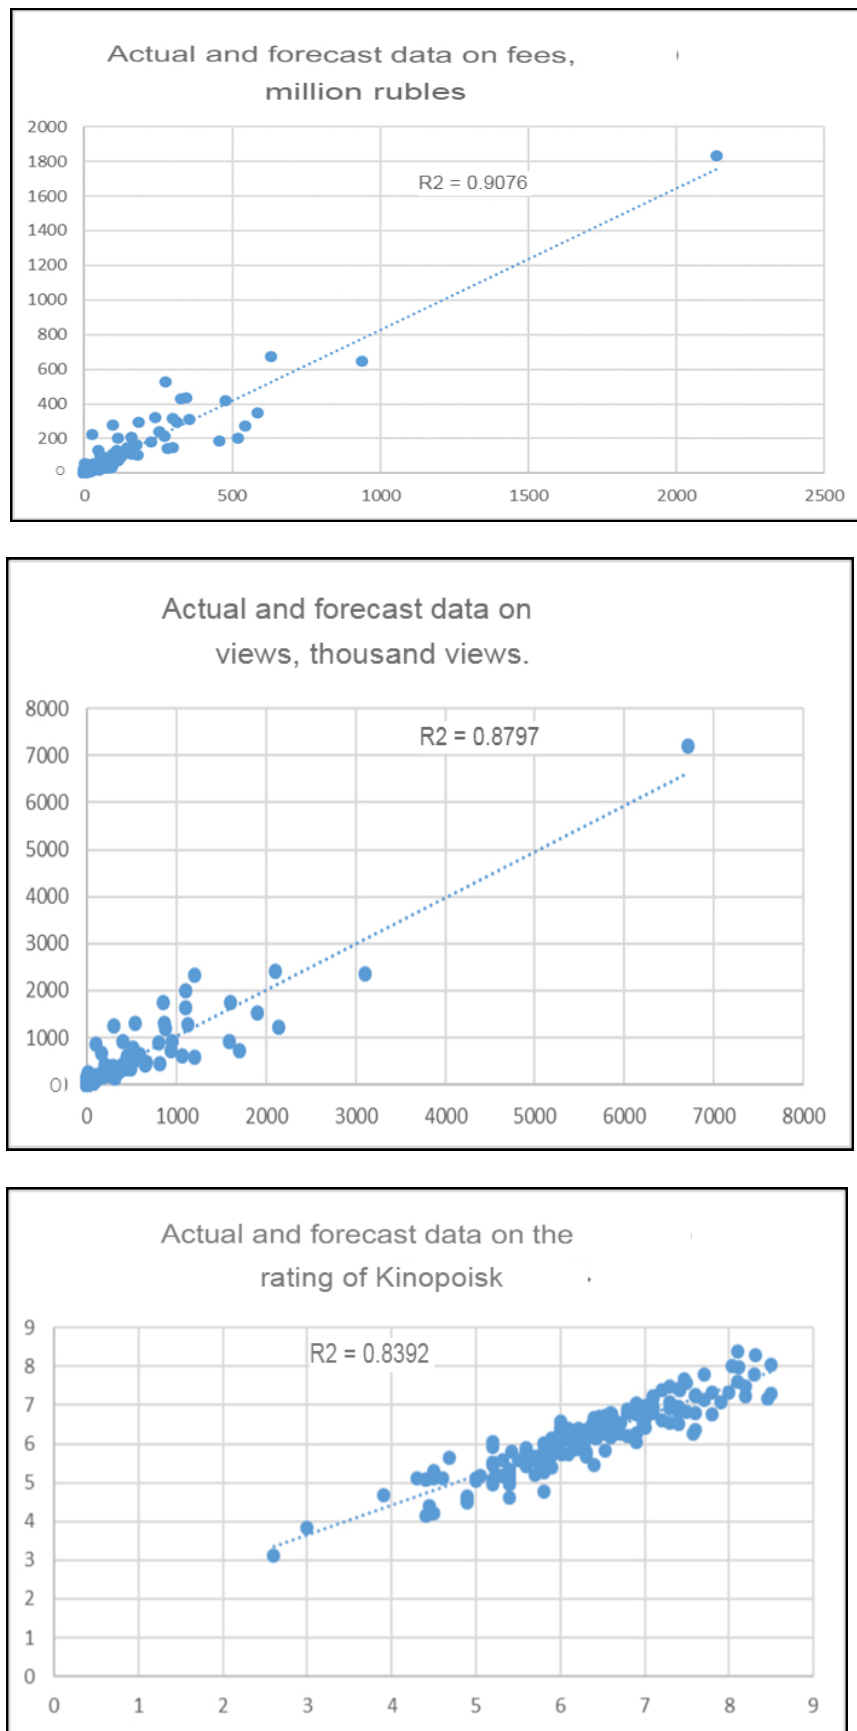 Actual and forecast data on fees,
million rubles
R2 = 0.9076
2000
1800
1600
1400
1200
1000
800
600
400
200
0
0 500 1000 1500 2000 2500
Actual and forecast data on
views, thousand views.
R2 = 0.8797
8000
7000
6000
5000
4000
3000
2000
1000
0
0 1000 2000 3000 4000 5000 6000 7000 8000
Actual and forecast data on the
rating of Kinopoisk
R2 = 0.8392
9
8
7
6
5
4
3
2
1
0
0 1 2 3 4 5 6 7 8 9